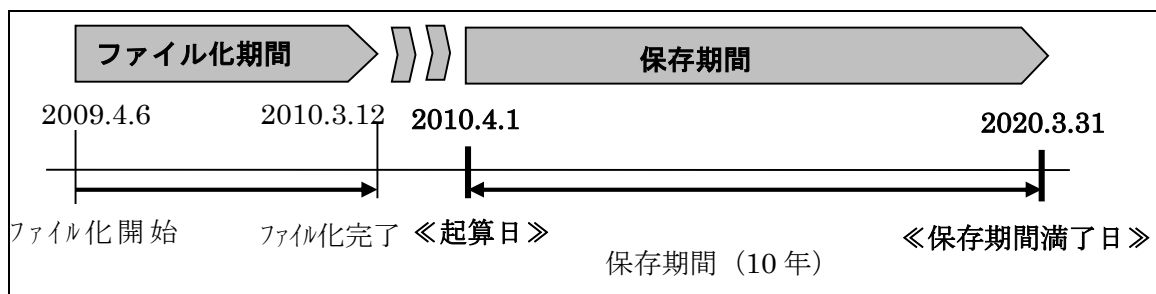 ファイル化期間 保存期間
2009.4.6 2010.3.12 2010.4.1 2020.3.31
ファイル化開始 ファイル化完了 ≪起算日≫ ≪保存期間満了日≫
保存期間（10 年）